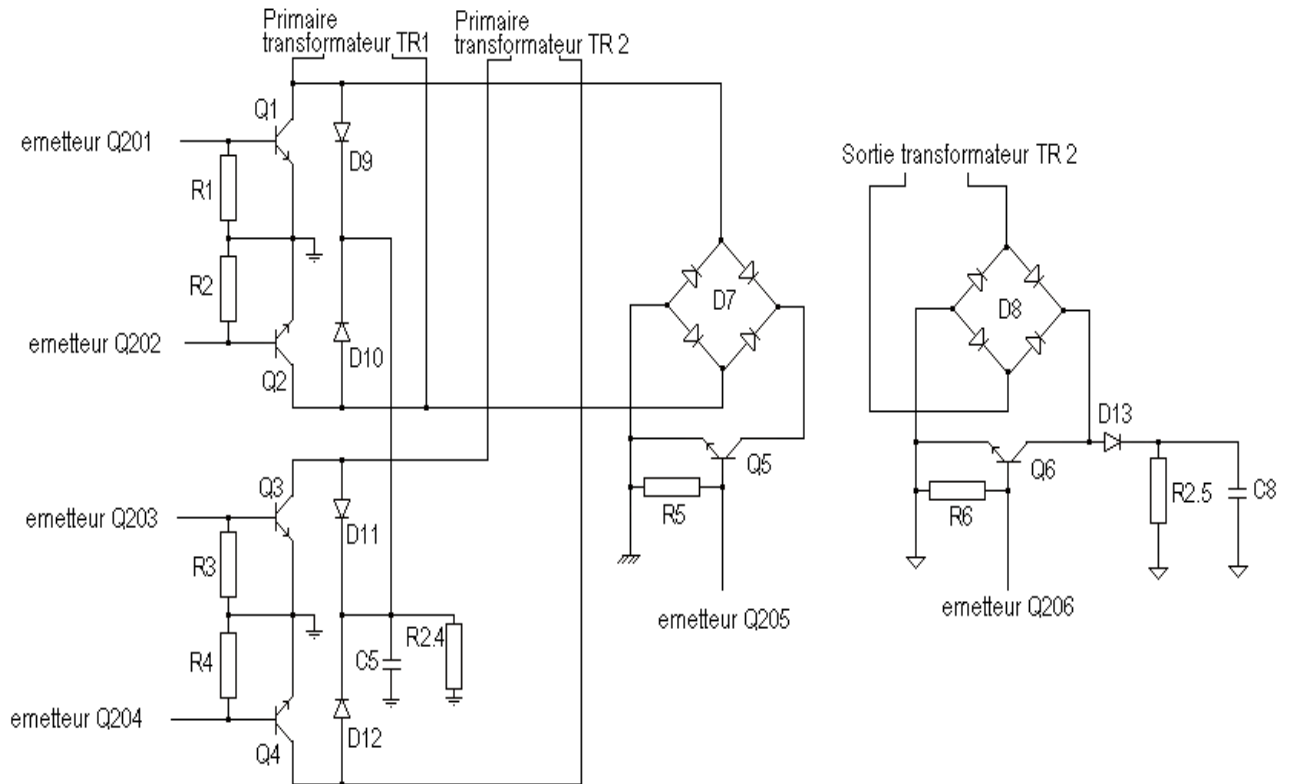 Primaire
transformateur TR1
Primaire
transformateur TR 2
Q1
emetteur Q201
D9
R1
R2
emetteur Q202
D10
Q2
D7
Q5
R5
emetteur Q205
Sortie transformateur TR 2
D8
D13
Q6
R6
R2.5
C8
emetteur Q206
Q3
emetteur Q203
D11
R3
R4
C5
R2.4
emetteur Q204
D12
Q4